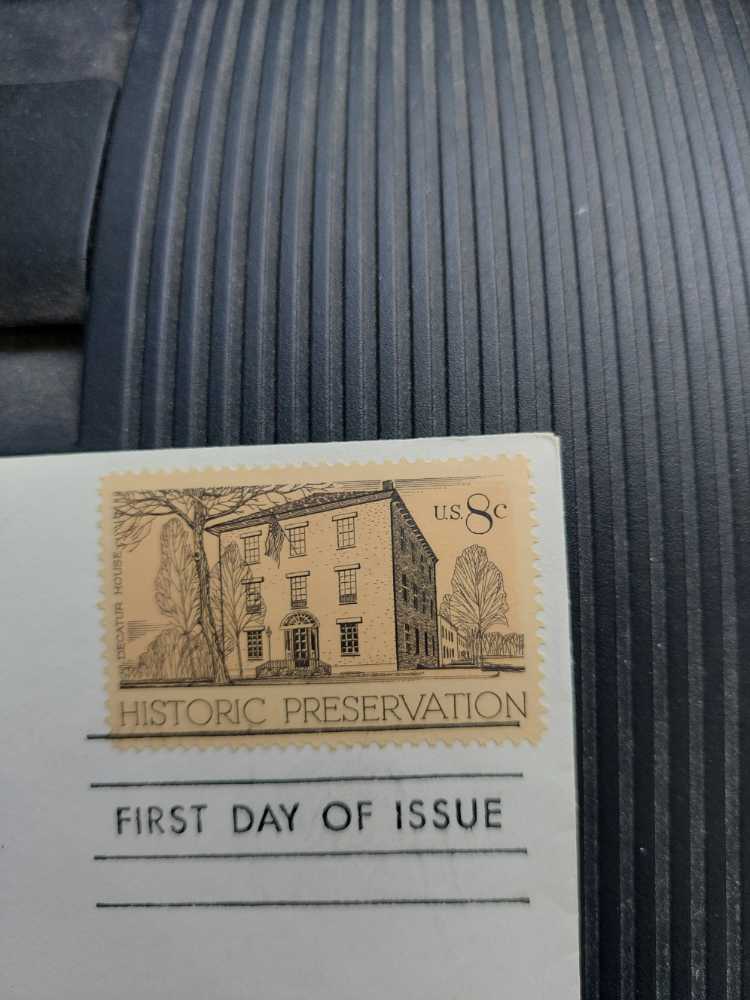 U.S. 8c
DECATUR HOUSE
HISTORIC PRESERVATION
FIRST DAY OF ISSUE